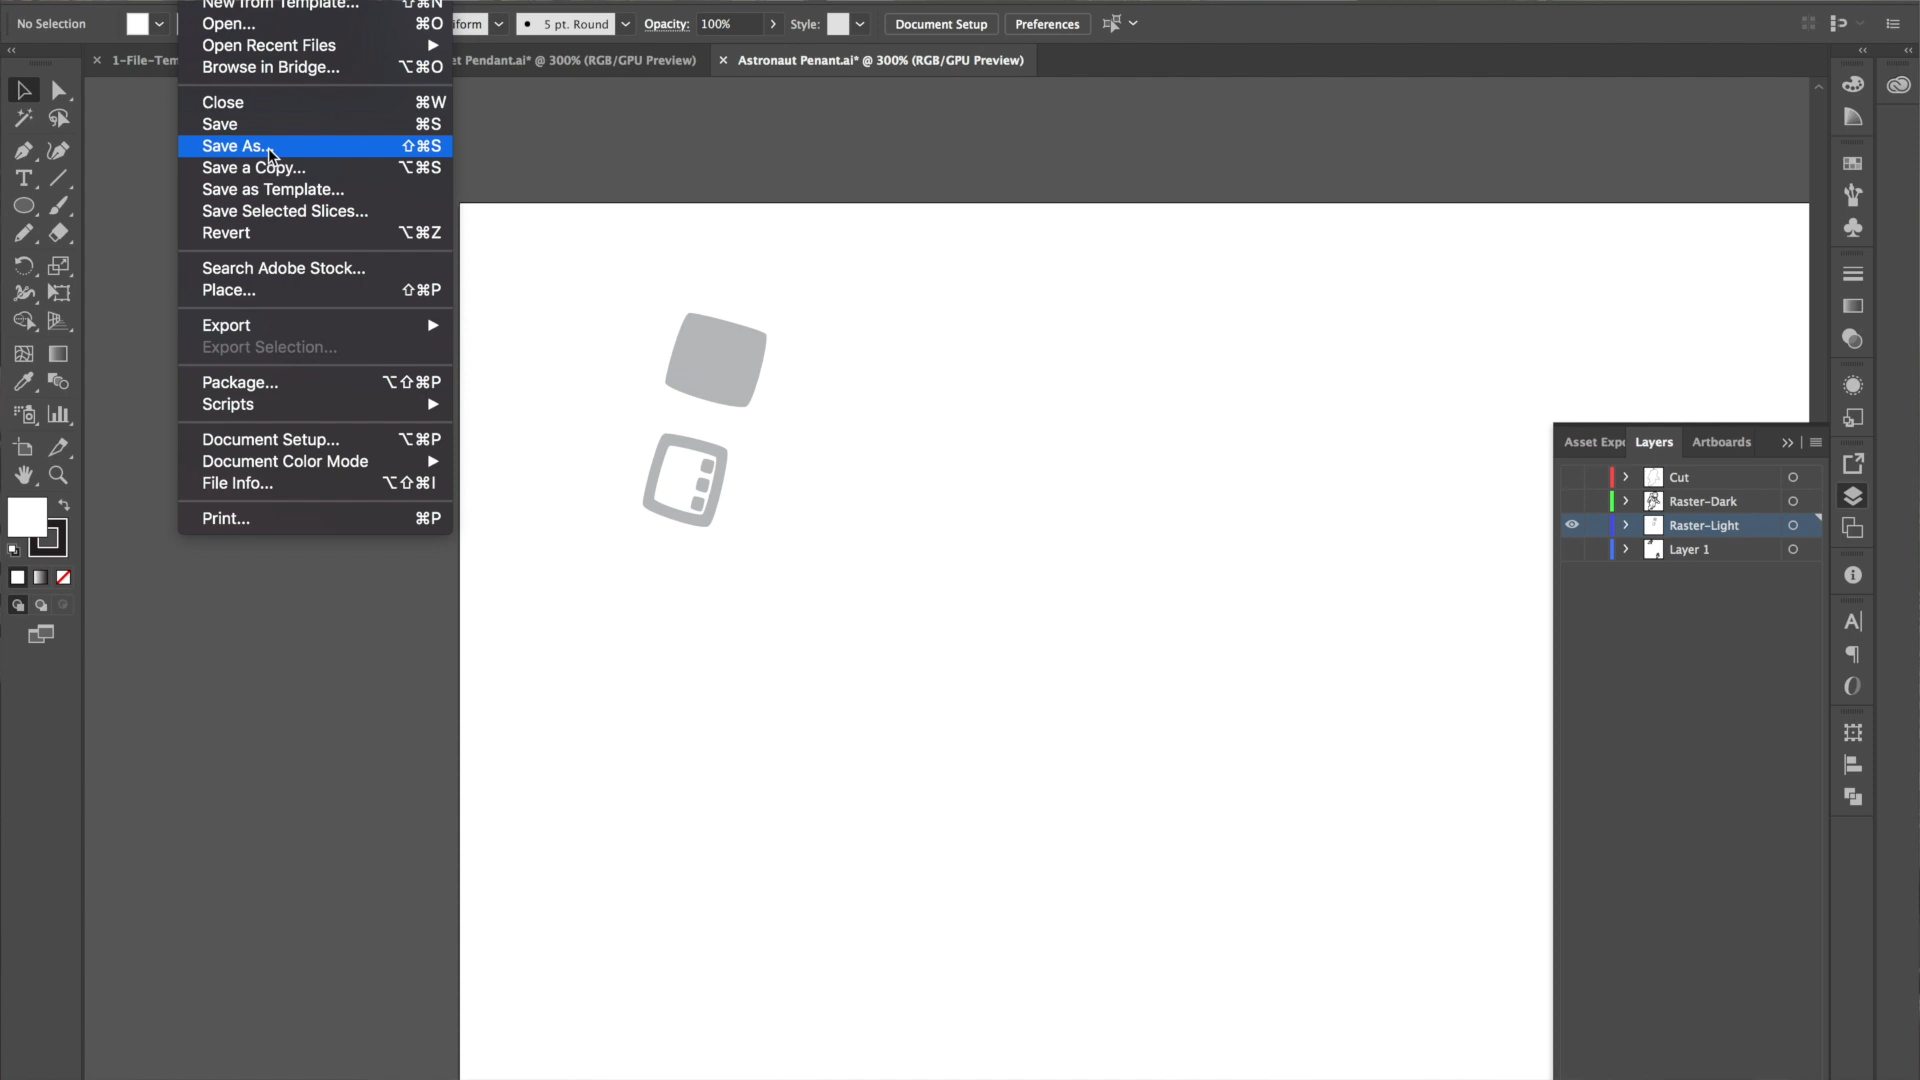 No Selection
iform
5 pt. Round
Opacity: 100%
Style:
Document Setup
Preferences
1-File-Tem
et Pendant.ai* @ 300% (RGB/GPU Preview)
Astronaut Penant.ai* @ 300% (RGB/GPU Preview)
New from Template... ⇧⌘N
Open... ⌘O
Open Recent Files
Browse in Bridge... ⌥⌘O
Close ⌘W
Save ⌘S
Save As... ⇧⌘S
Save a Copy... ⌥⌘S
Save as Template...
Save Selected Slices...
Revert ⌥⌘Z
Search Adobe Stock...
Place... ⇧⌘P
Export
Export Selection...
Package... ⌥⇧⌘P
Scripts
Document Setup... ⌥⌘P
Document Color Mode
File Info... ⌥⇧⌘I
Print... ⌘P
Asset Expo
Layers
Artboards
Cut
Raster-Dark
Raster-Light
Layer 1